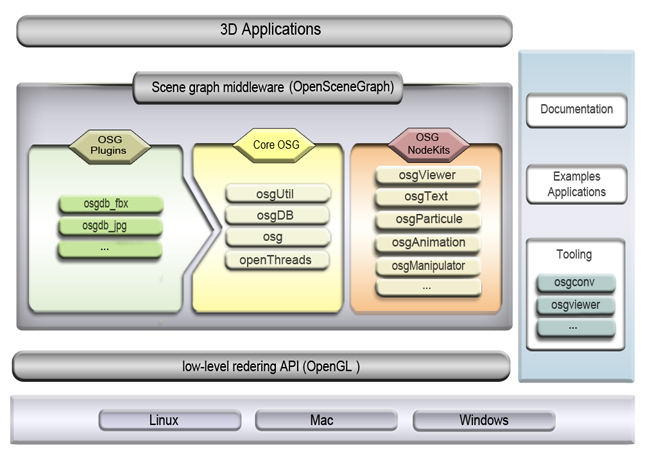 3D Applications
Scene graph middleware (OpenSceneGraph)
OSG
Plugins
osgdb_fbx
osgdb_jpg
...
Core OSG
osgUtil
osgDB
osg
openThreads
OSG
NodeKits
osgViewer
osgText
osgParticule
osgAnimation
osgManipulator
...
Documentation
Examples
Applications
Tooling
osgconv
osgviewer
...
low-level redering API (OpenGL )
Linux
Mac
Windows